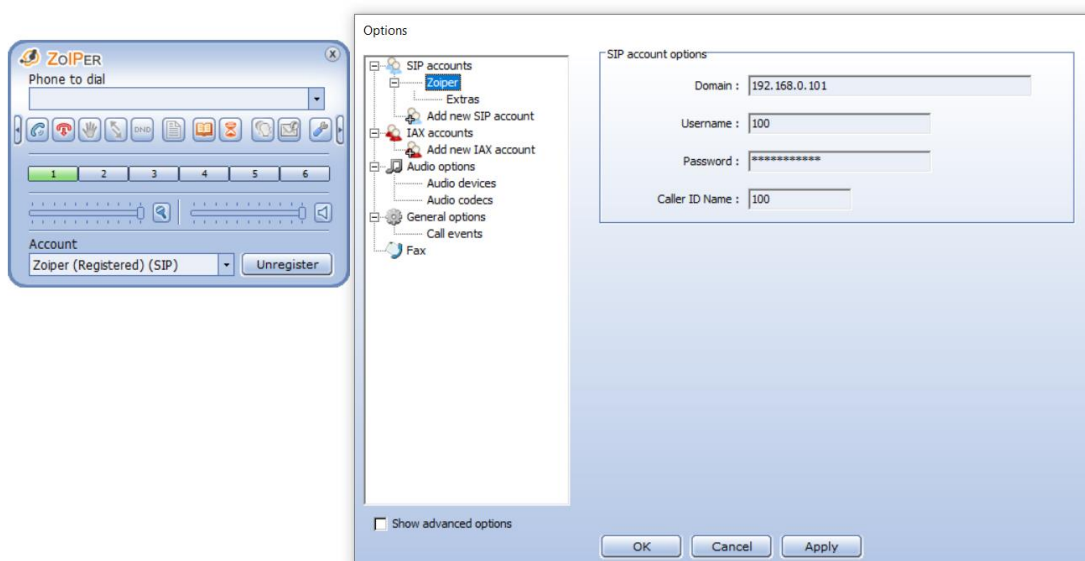 ZOIPER
Phone to dial
DND
1 2 3 4 5 6
Account
Zoiper (Registered) (SIP)
Unregister
Options
SIP accounts
Zoiper
Extras
Add new SIP account
IAX accounts
Add new IAX account
Audio options
Audio devices
Audio codecs
General options
Call events
Fax
Show advanced options
SIP account options
Domain : 192.168.0.101
Username : 100
Password : ***********
Caller ID Name : 100
OK Cancel Apply